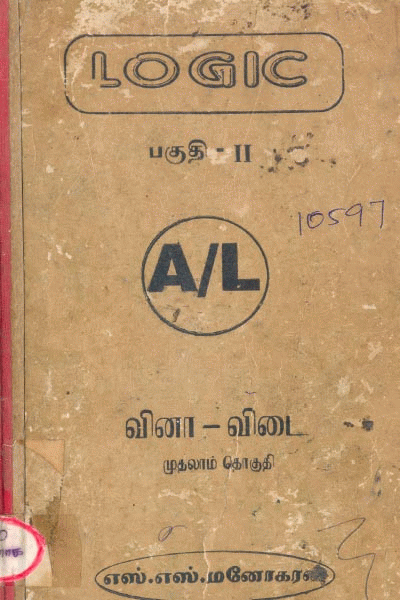 LOGIC
பகுதி - II
10597
A/L
வினா - விடை
முதலாம் தொகுதி
எஸ்.எஸ்.மனோகரன்